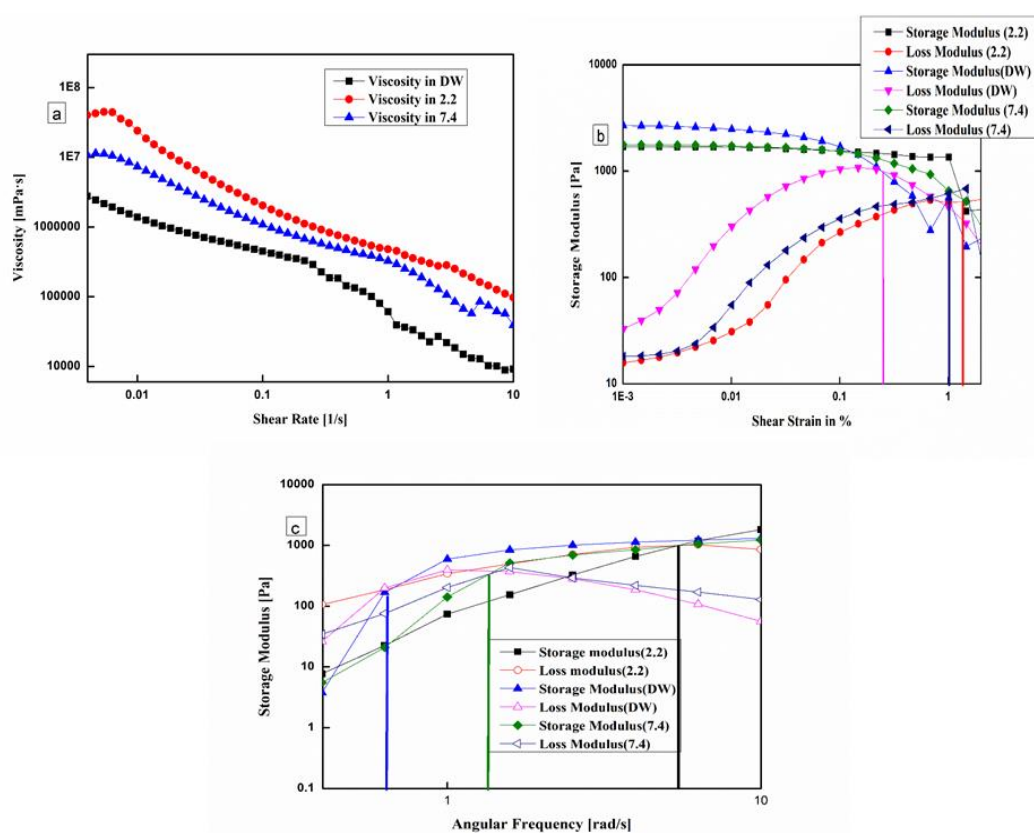 a
Viscosity in DW
Viscosity in 2.2
Viscosity in 7.4
1E8
1E7
1000000
100000
10000
Viscosity [mPa·s]
0.01
0.1
1
10
Shear Rate [1/s]
b
Storage Modulus (2.2)
Loss Modulus (2.2)
Storage Modulus(DW)
Loss Modulus (DW)
Storage Modulus (7.4)
Loss Modulus (7.4)
10000
1000
100
10
Storage Modulus [Pa]
1E-3
0.01
0.1
1
Shear Strain in %
c
10000
1000
100
10
1
0.1
Storage Modulus [Pa]
Storage modulus(2.2)
Loss modulus(2.2)
Storage Modulus(DW)
Loss Modulus(DW)
Storage Modulus(7.4)
Loss Modulus(7.4)
1
10
Angular Frequency [rad/s]